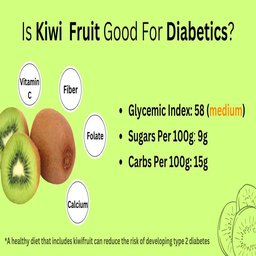 Is Kiwi Fruit Good For Diabetics?
Vitamin
C
Fiber
Folate
Calcium
• Glycemic Index: 58 (medium)
• Sugars Per 100g: 9g
• Carbs Per 100g: 15g
*A healthy diet that includes kiwifruit can reduce the risk of developing type 2 diabetes